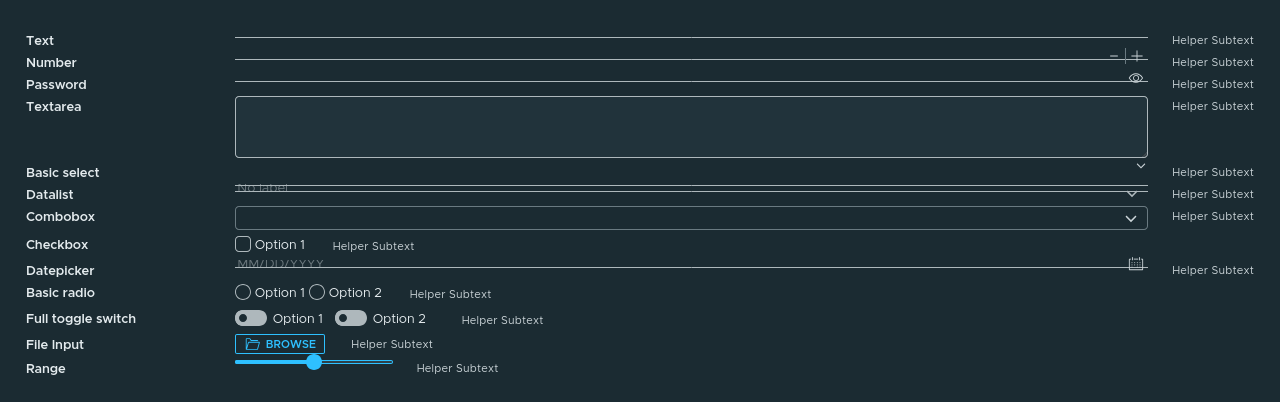 Text Helper Subtext
Number Helper Subtext
Password Helper Subtext
Textarea Helper Subtext
Basic select Helper Subtext
No label
Datalist Helper Subtext
Combobox Helper Subtext
Checkbox Option 1 Helper Subtext
MM/DD/YYYY
Datepicker Helper Subtext
Basic radio Option 1 Option 2 Helper Subtext
Full toggle switch Option 1 Option 2 Helper Subtext
File Input BROWSE Helper Subtext
Range Helper Subtext